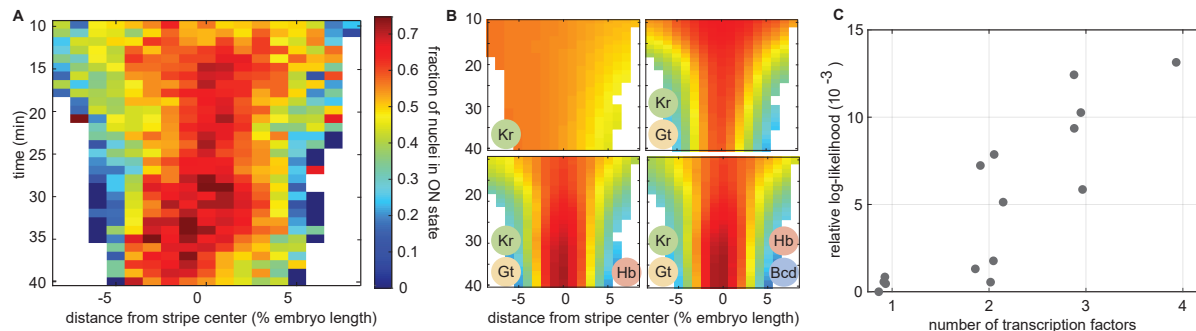 A
10
15
20
25
30
35
40
time (min)
-5
0
5
distance from stripe center (% embryo length)
0.7
0.6
0.5
0.4
0.3
0.2
0.1
0
fraction of nuclei in ON state
B
10
20
30
40
Kr
Kr
Gt
10
20
30
40
Kr
Gt
Hb
Kr
Gt
Hb
Bcd
-5
0
5
-5
0
5
distance from stripe center (% embryo length)
C
15
10
5
0
relative log-likelihood (10 -3)
1
2
3
4
number of transcription factors